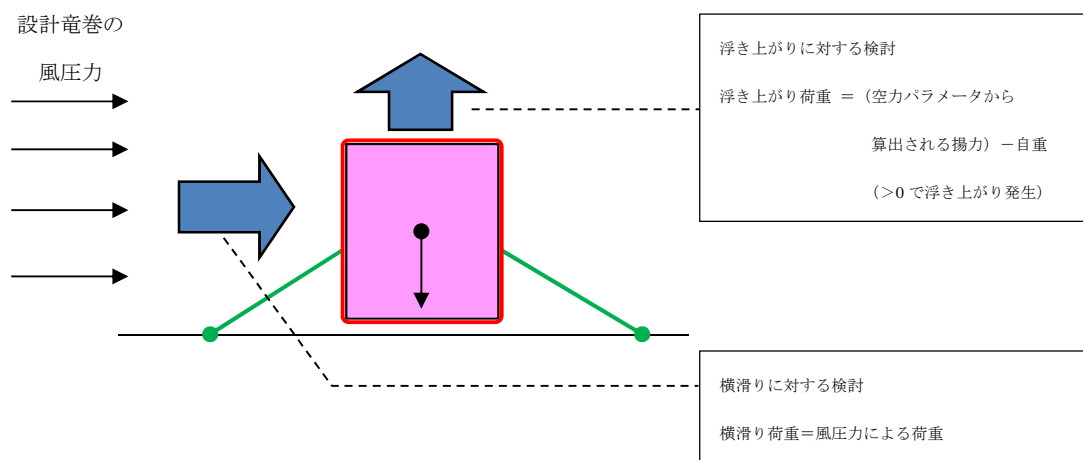 設計竜巻の
風圧力
浮き上がりに対する検討
浮き上がり荷重 =(空力パラメータから
算出される揚力)-自重
(>0 で浮き上がり発生)
横滑りに対する検討
横滑り荷重=風圧力による荷重